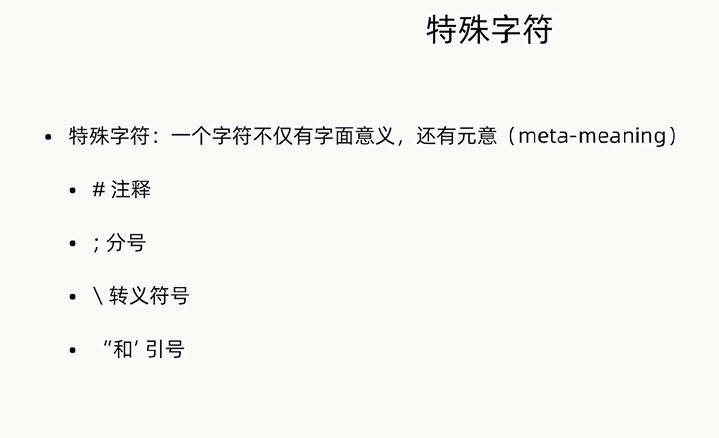 特殊字符
• 特殊字符：一个字符不仅有字面意义，还有元意（meta-meaning）
• # 注释
• ; 分号
• \ 转义符号
• “和’ 引号